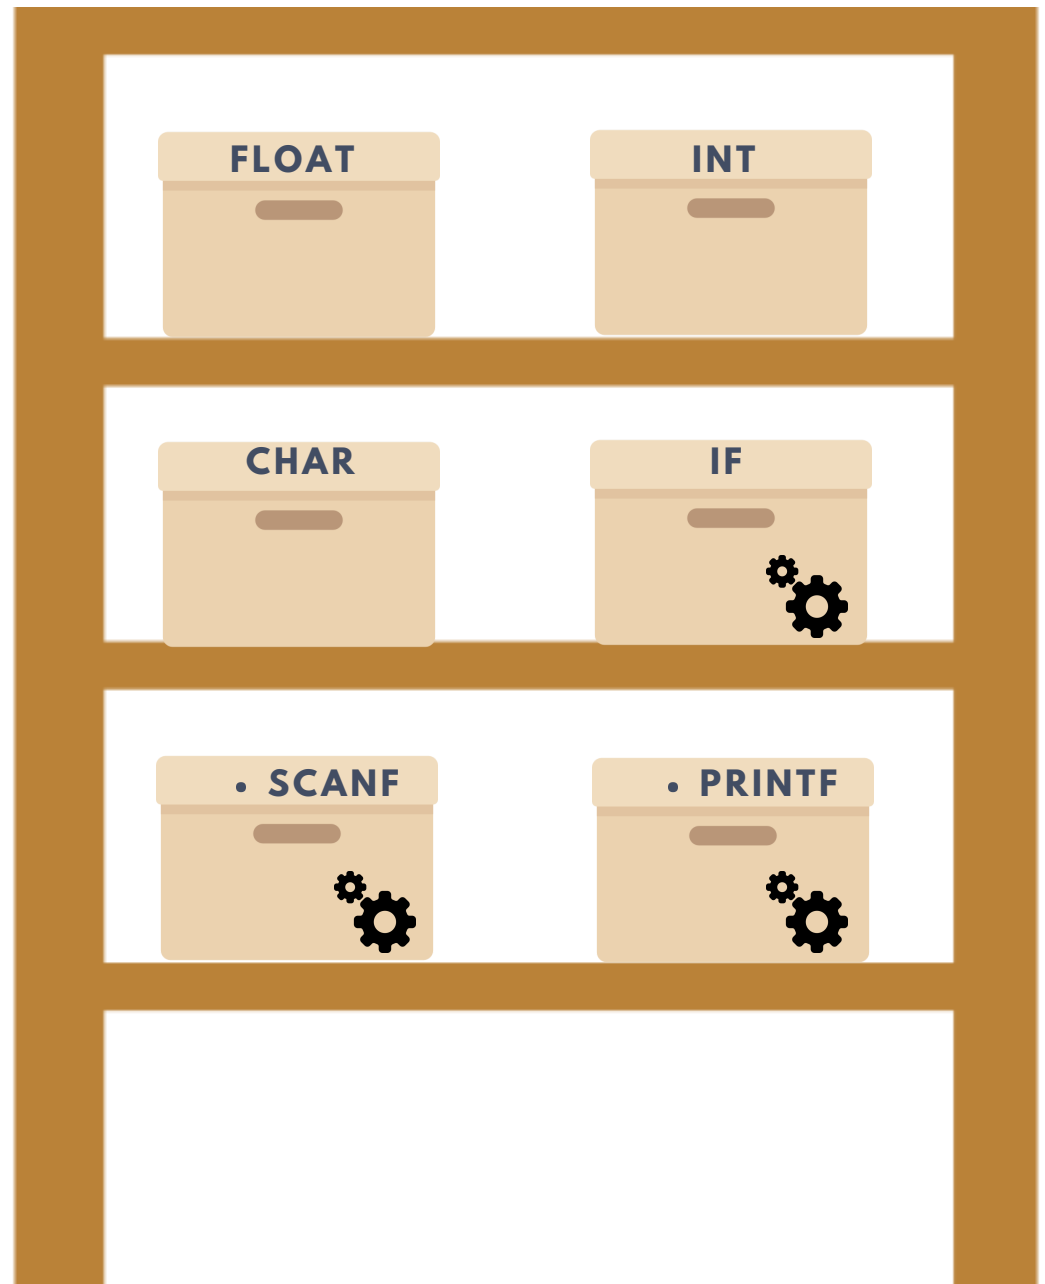 FLOAT
INT
CHAR
IF
• SCANF
• PRINTF